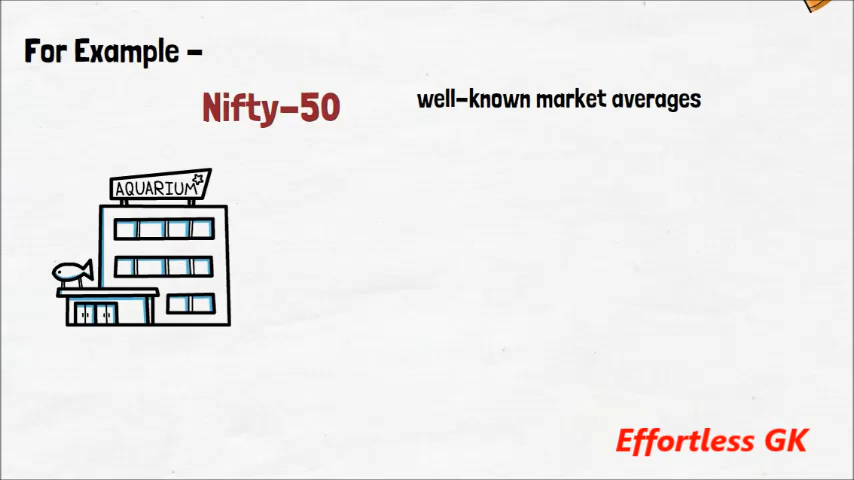 For Example -
Nifty-50
well-known market averages
AQUARIUM
Effortless GK